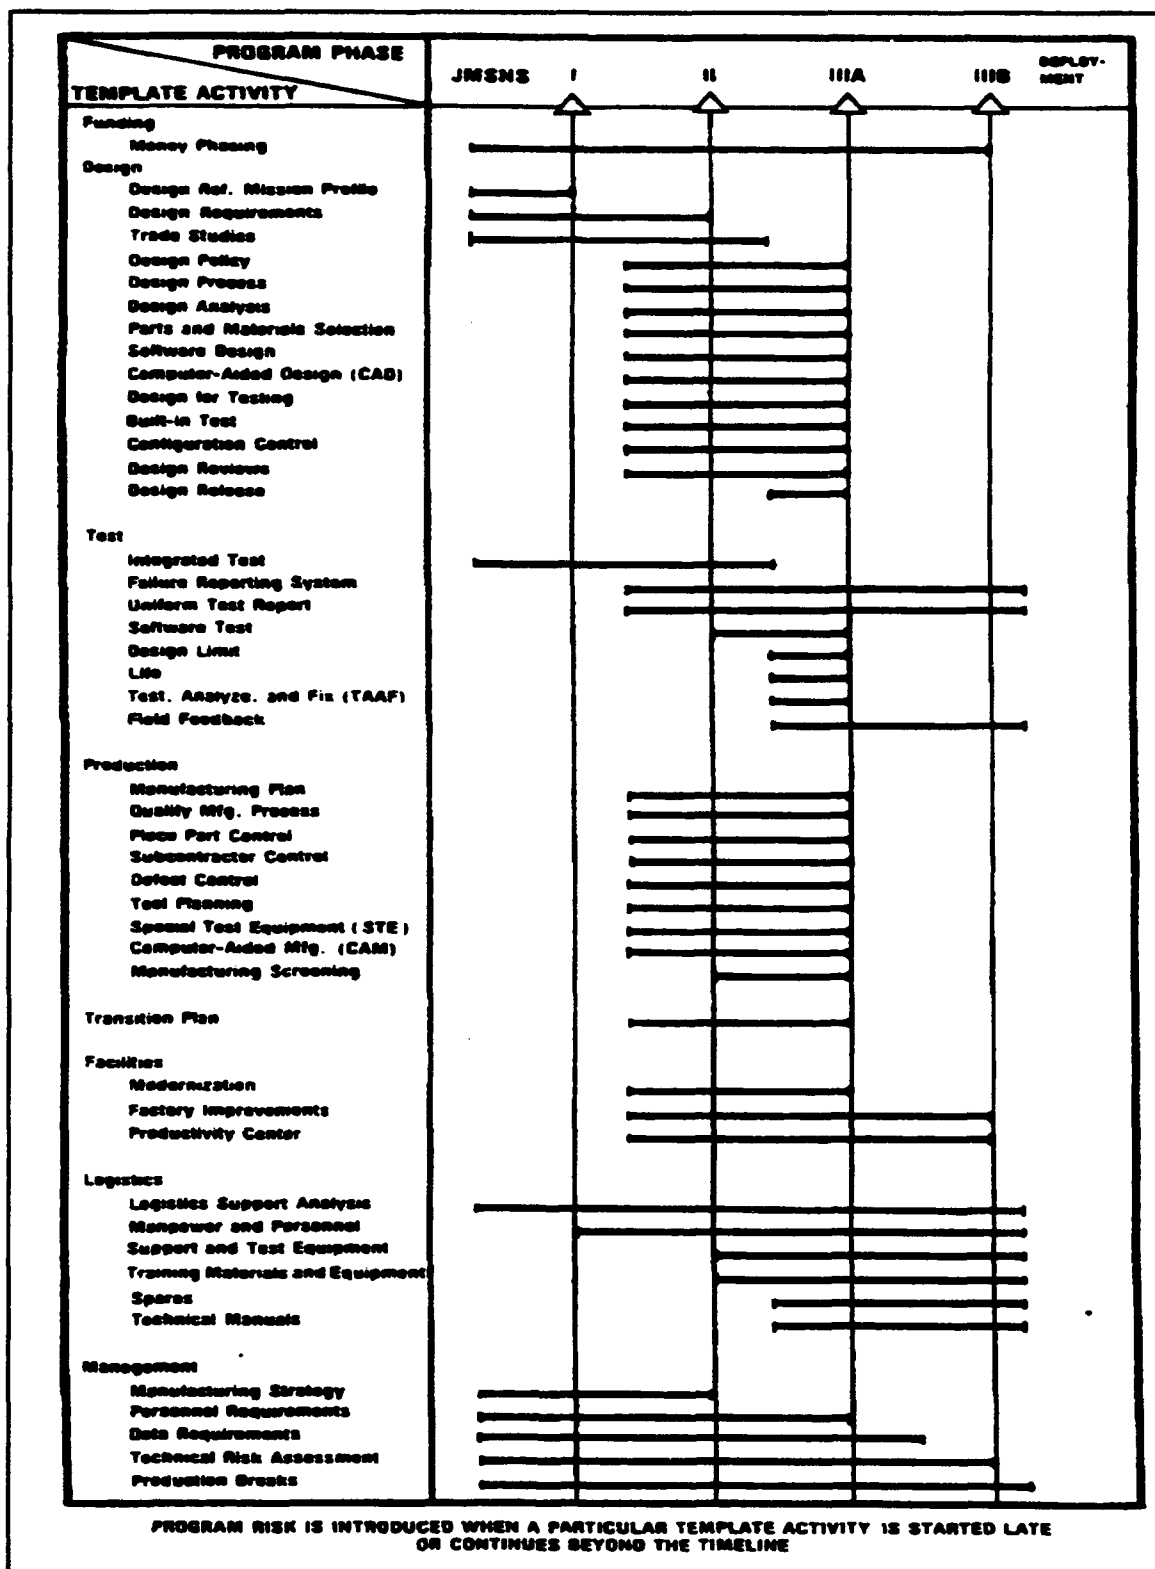 PROGRAM PHASE
TEMPLATE ACTIVITY
JMSNS I II IIIA IIIB DEPLOY-
MENT
Funding
Money Phasing
Design
Design Ref. Mission Profile
Design Requirements
Trade Studies
Design Policy
Design Process
Design Analysis
Parts and Materials Selection
Software Design
Computer-Aided Design (CAD)
Design for Testing
Built-in Test
Configuration Control
Design Reviews
Design Release
Test
Integrated Test
Failure Reporting System
Uniform Test Report
Software Test
Design Limit
Life
Test, Analyze, and Fix (TAAF)
Field Feedback
Production
Manufacturing Plan
Qualify Mfg. Process
Piece Part Control
Subcontractor Control
Defect Control
Tool Planning
Special Test Equipment (STE)
Computer-Aided Mfg. (CAM)
Manufacturing Screening
Transition Plan
Facilities
Modernization
Factory Improvements
Productivity Center
Logistics
Logistics Support Analysis
Manpower and Personnel
Support and Test Equipment
Training Materials and Equipment
Spares
Technical Manuals
Management
Manufacturing Strategy
Personnel Requirements
Data Requirements
Technical Risk Assessment
Production Breaks
PROGRAM RISK IS INTRODUCED WHEN A PARTICULAR TEMPLATE ACTIVITY IS STARTED LATE
OR CONTINUES BEYOND THE TIMELINE